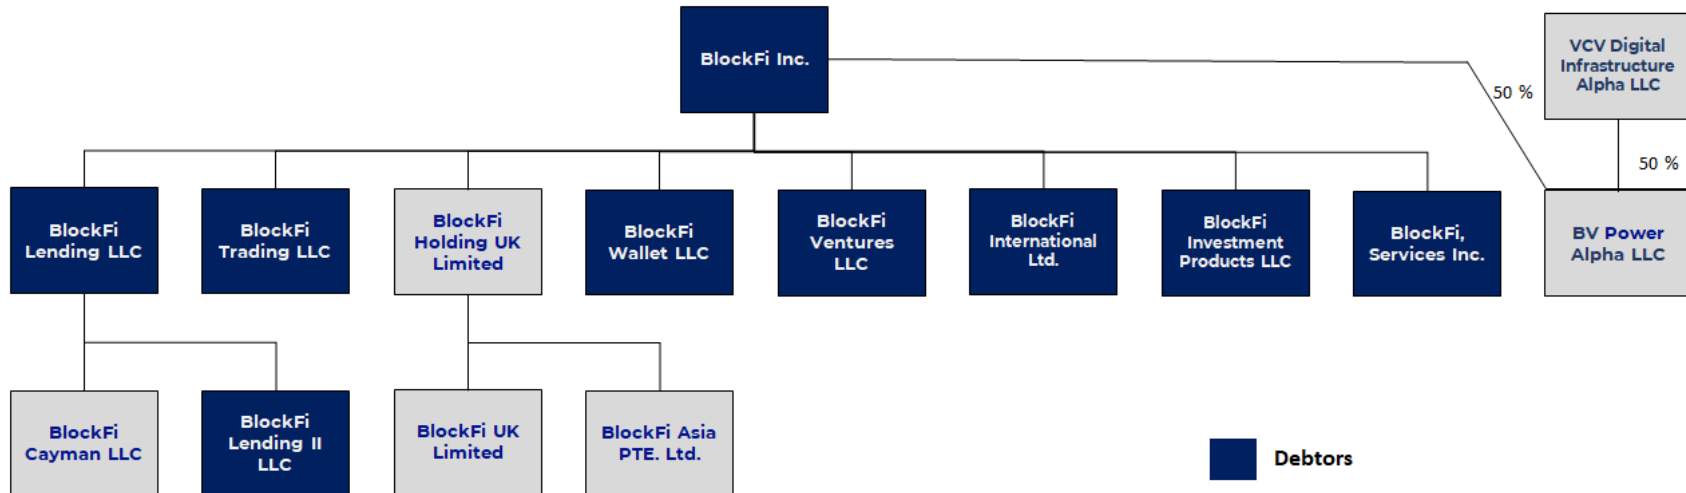 BlockFi Inc.
VCV Digital
Infrastructure
Alpha LLC
50 %
50 %
BlockFi
Lending LLC
BlockFi
Trading LLC
BlockFi
Holding UK
Limited
BlockFi
Wallet LLC
BlockFi
Ventures
LLC
BlockFi
International
Ltd.
BlockFi
Investment
Products LLC
BlockFi,
Services Inc.
BV Power
Alpha LLC
BlockFi
Cayman LLC
BlockFi
Lending II
LLC
BlockFi UK
Limited
BlockFi Asia
PTE. Ltd.
Debtors